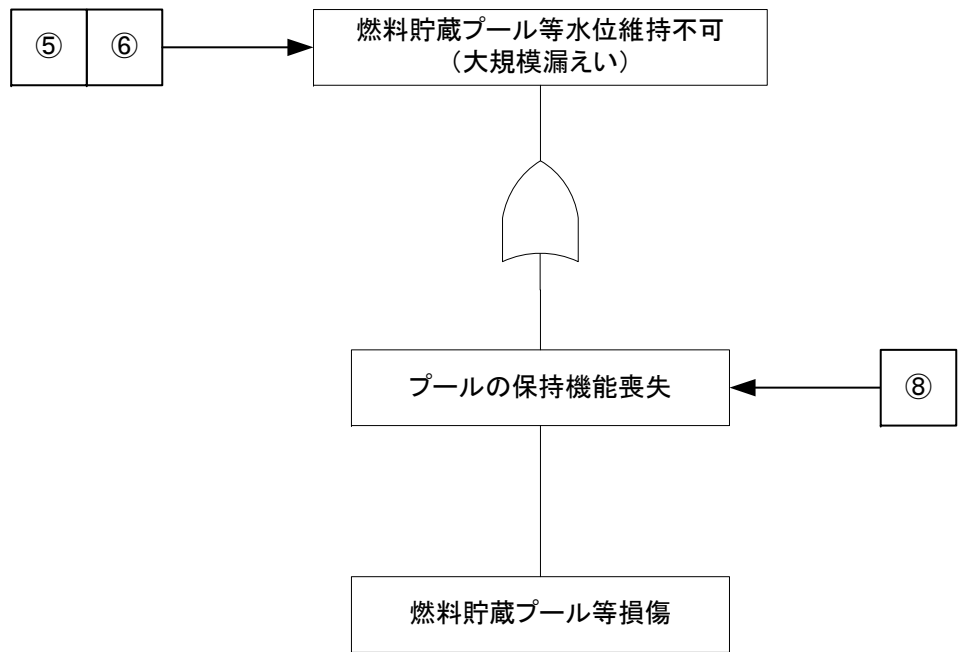 ⑤ ⑥
燃料貯蔵プール等水位維持不可
（大規模漏えい）
プールの保持機能喪失
⑧
燃料貯蔵プール等損傷